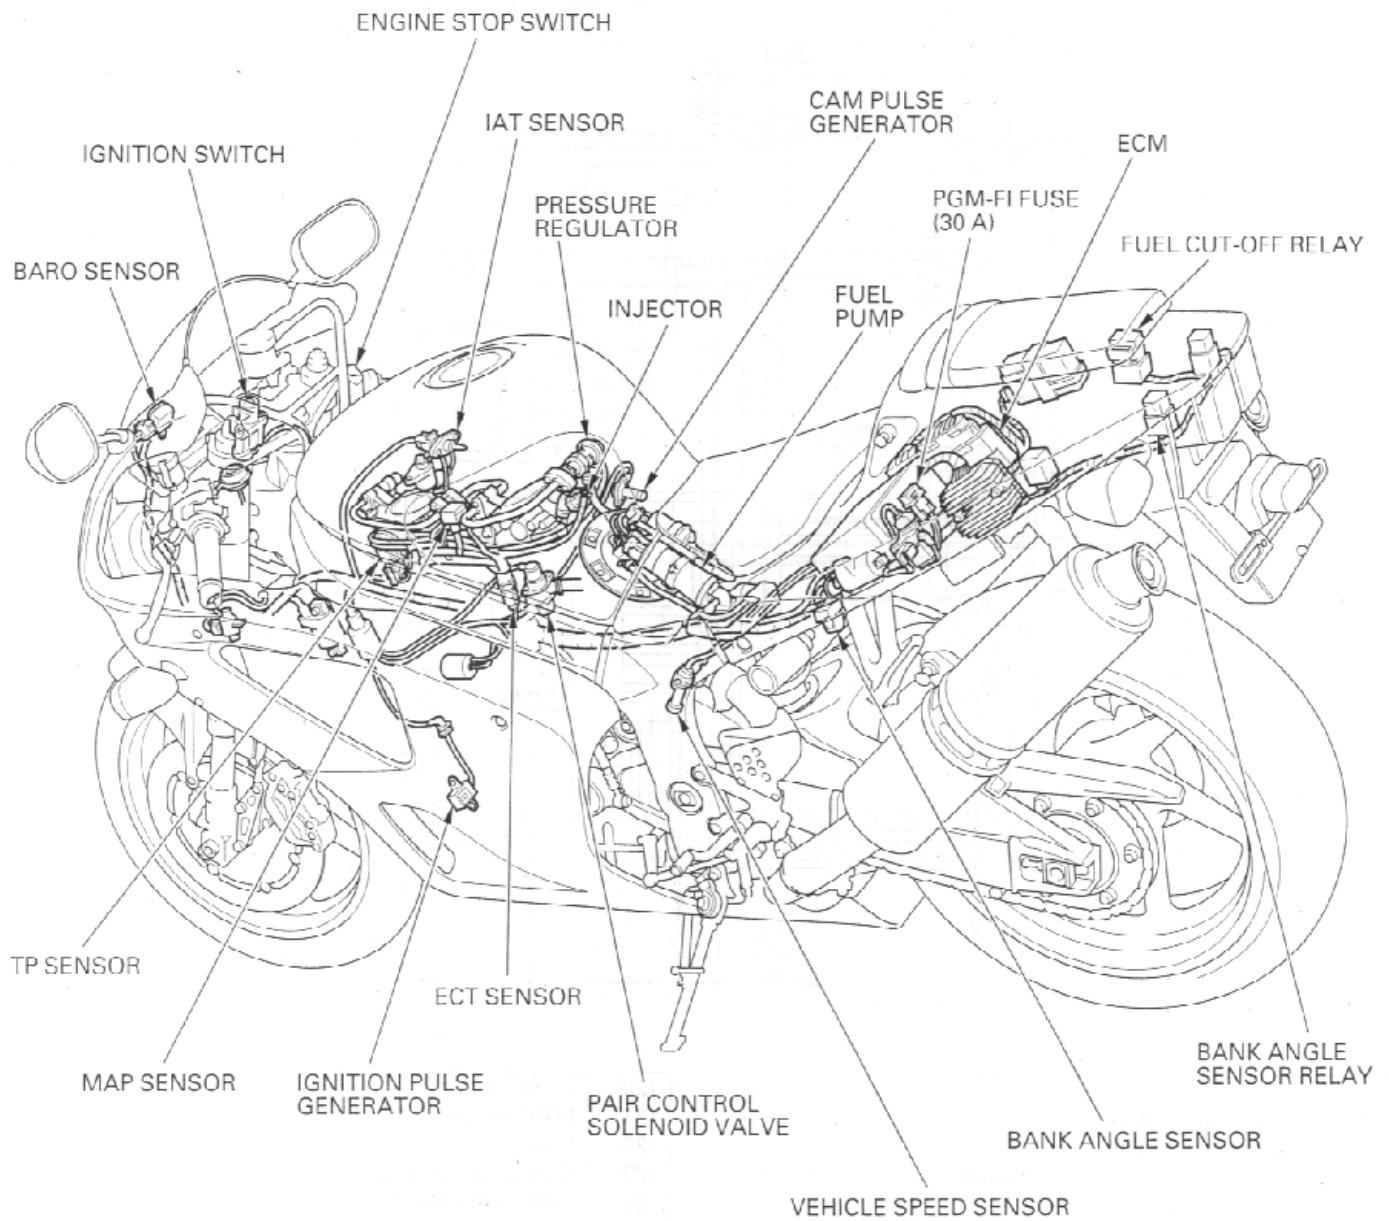 ENGINE STOP SWITCH
CAM PULSE
GENERATOR
IAT SENSOR
ECM
IGNITION SWITCH
PGM-FI FUSE
(30 A)
PRESSURE
REGULATOR
FUEL CUT-OFF RELAY
BARO SENSOR
INJECTOR
FUEL
PUMP
TP SENSOR
ECT SENSOR
MAP SENSOR
IGNITION PULSE
GENERATOR
PAIR CONTROL
SOLENOID VALVE
BANK ANGLE
SENSOR RELAY
BANK ANGLE SENSOR
VEHICLE SPEED SENSOR